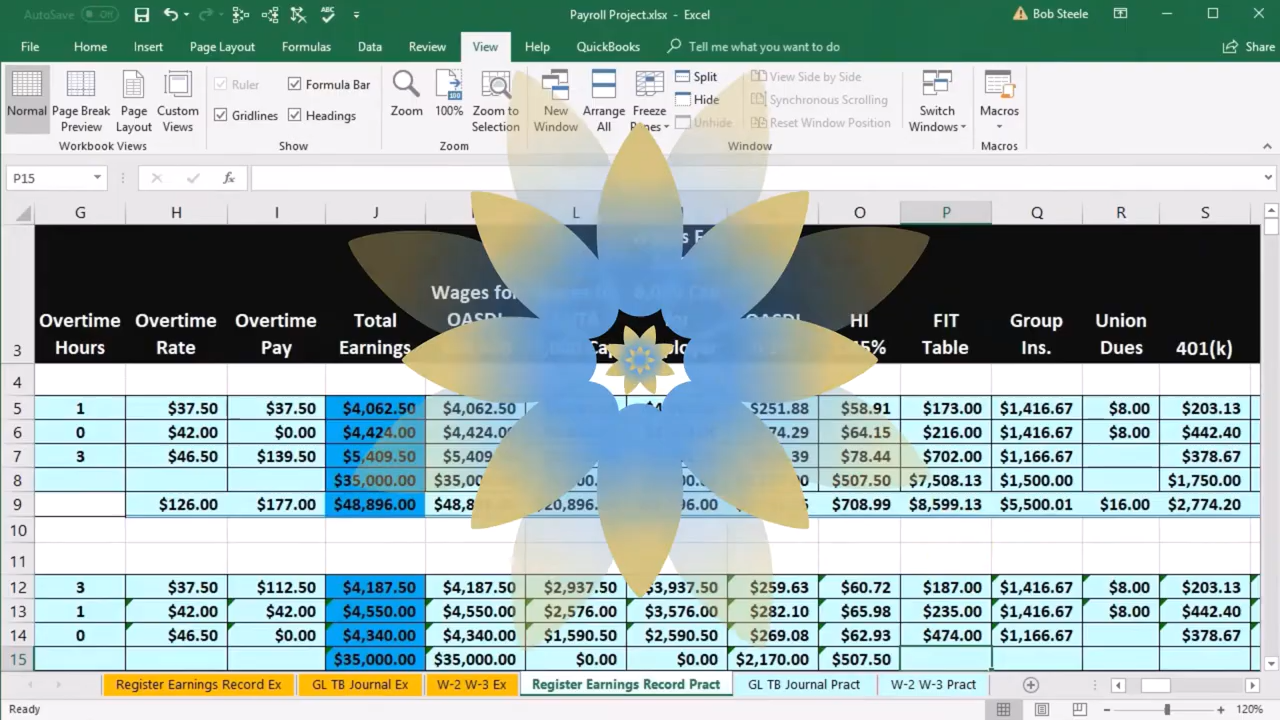 AutoSave Off Payroll Project.xlsx - Excel Bob Steele
File Home Insert Page Layout Formulas Data Review View Help QuickBooks Tell me what you want to do Share
Normal Page Break Preview Page Layout Custom Views
Workbook Views
Ruler Formula Bar
Gridlines Headings
Show
Zoom 100% Zoom to Selection
Zoom
New Window Arrange All Freeze
Split
Hide
Unhide
View Side by Side
Synchronous Scrolling
Reset Window Position
Window
Switch Windows
Macros
Macros
P15 fx
G H I J L O P Q R S
3 Overtime Hours Overtime Rate Overtime Pay Total Earnings Wages for OASDI OASDI HI FIT Table Group Ins. Union Dues 401(k)
4
5 1 $37.50 $37.50 $4,062.50 $4,062.50 $251.88 $58.91 $173.00 $1,416.67 $8.00 $203.13
6 0 $42.00 $0.00 $4,424.00 $4,424.00 $64.15 $216.00 $1,416.67 $8.00 $442.40
7 3 $46.50 $139.50 $5,409.50 $78.44 $702.00 $1,166.67 $378.67
8 $35,000.00 $507.50 $7,508.13 $1,500.00 $1,750.00
9 $126.00 $177.00 $48,896.00 $708.99 $8,599.13 $5,500.01 $16.00 $2,774.20
10
11
12 3 $37.50 $112.50 $4,187.50 $4,187.50 $2,937.50 $3,937.50 $259.63 $60.72 $187.00 $1,416.67 $8.00 $203.13
13 1 $42.00 $42.00 $4,550.00 $4,550.00 $2,576.00 $3,576.00 $282.10 $65.98 $235.00 $1,416.67 $8.00 $442.40
14 0 $46.50 $0.00 $4,340.00 $4,340.00 $1,590.50 $2,590.50 $269.08 $62.93 $474.00 $1,166.67 $378.67
15 $35,000.00 $35,000.00 $0.00 $0.00 $2,170.00 $507.50
Register Earnings Record Ex GL TB Journal Ex W-2 W-3 Ex Register Earnings Record Pract GL TB Journal Pract W-2 W-3 Pract
Ready 120%